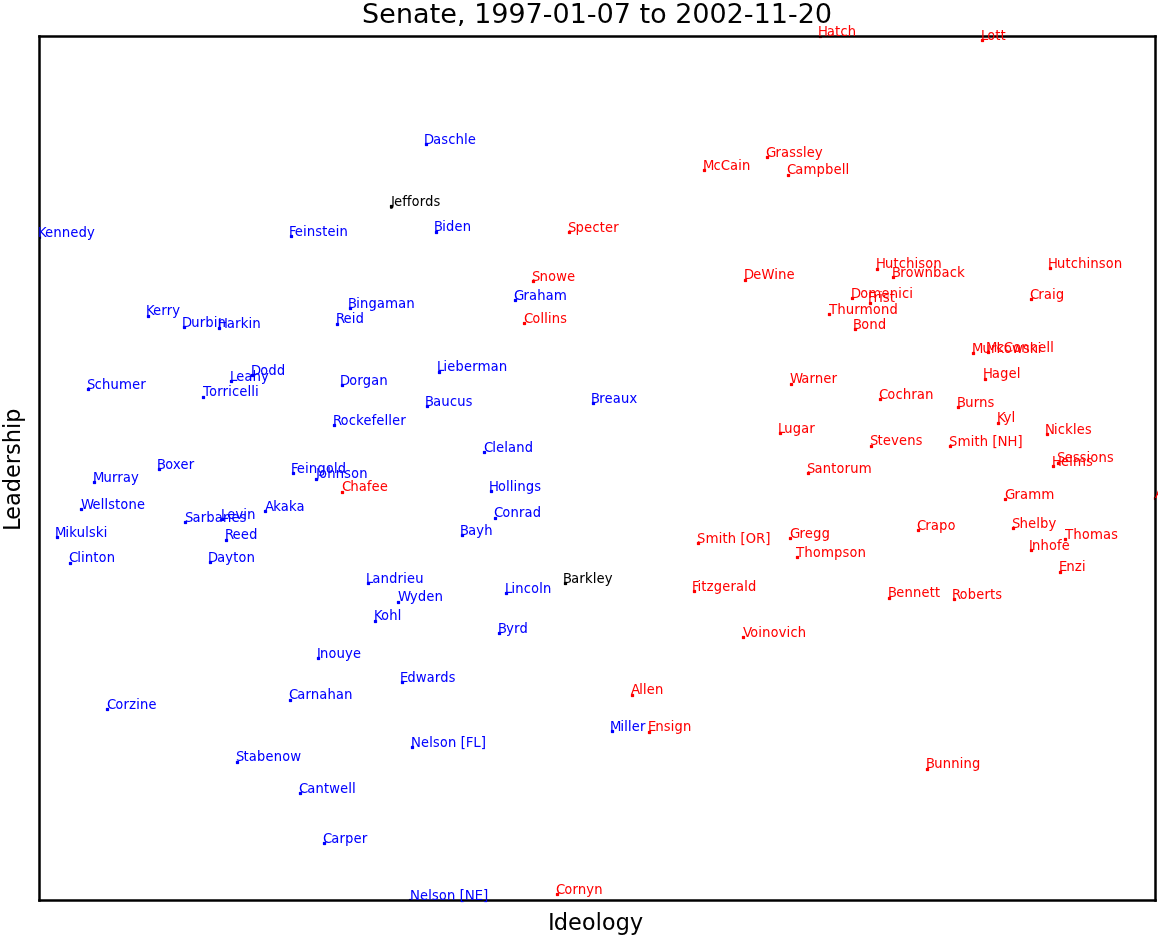 Senate, 1997-01-07 to 2002-11-20
Hatch
Lott
Daschle
Grassley
McCain
Campbell
Jeffords
Kennedy
Feinstein
Biden
Specter
Snowe
DeWine
Hutchison
Brownback
Hutchinson
Bingaman
Graham
Domenici
Frist
Craig
Kerry
Durbin
Harkin
Reid
Collins
Thurmond
Bond
Murkowski
McConnell
Schumer
Leahy
Dodd
Torricelli
Dorgan
Lieberman
Baucus
Breaux
Warner
Hagel
Cochran
Burns
Kyl
Rockefeller
Lugar
Nickles
Cleland
Stevens
Smith [NH]
Boxer
Murray
Feingold
Johnson
Chafee
Santorum
Sessions
Helms
Wellstone
Sarbanes
Levin
Akaka
Hollings
Conrad
Gramm
Mikulski
Reed
Bayh
Smith [OR]
Gregg
Crapo
Shelby
Thomas
Clinton
Dayton
Thompson
Inhofe
Enzi
Landrieu
Wyden
Lincoln
Barkley
Fitzgerald
Bennett
Roberts
Kohl
Byrd
Voinovich
Inouye
Edwards
Corzine
Carnahan
Allen
Miller
Ensign
Nelson [FL]
Stabenow
Bunning
Cantwell
Carper
Nelson [NE]
Cornyn
Leadership
Ideology